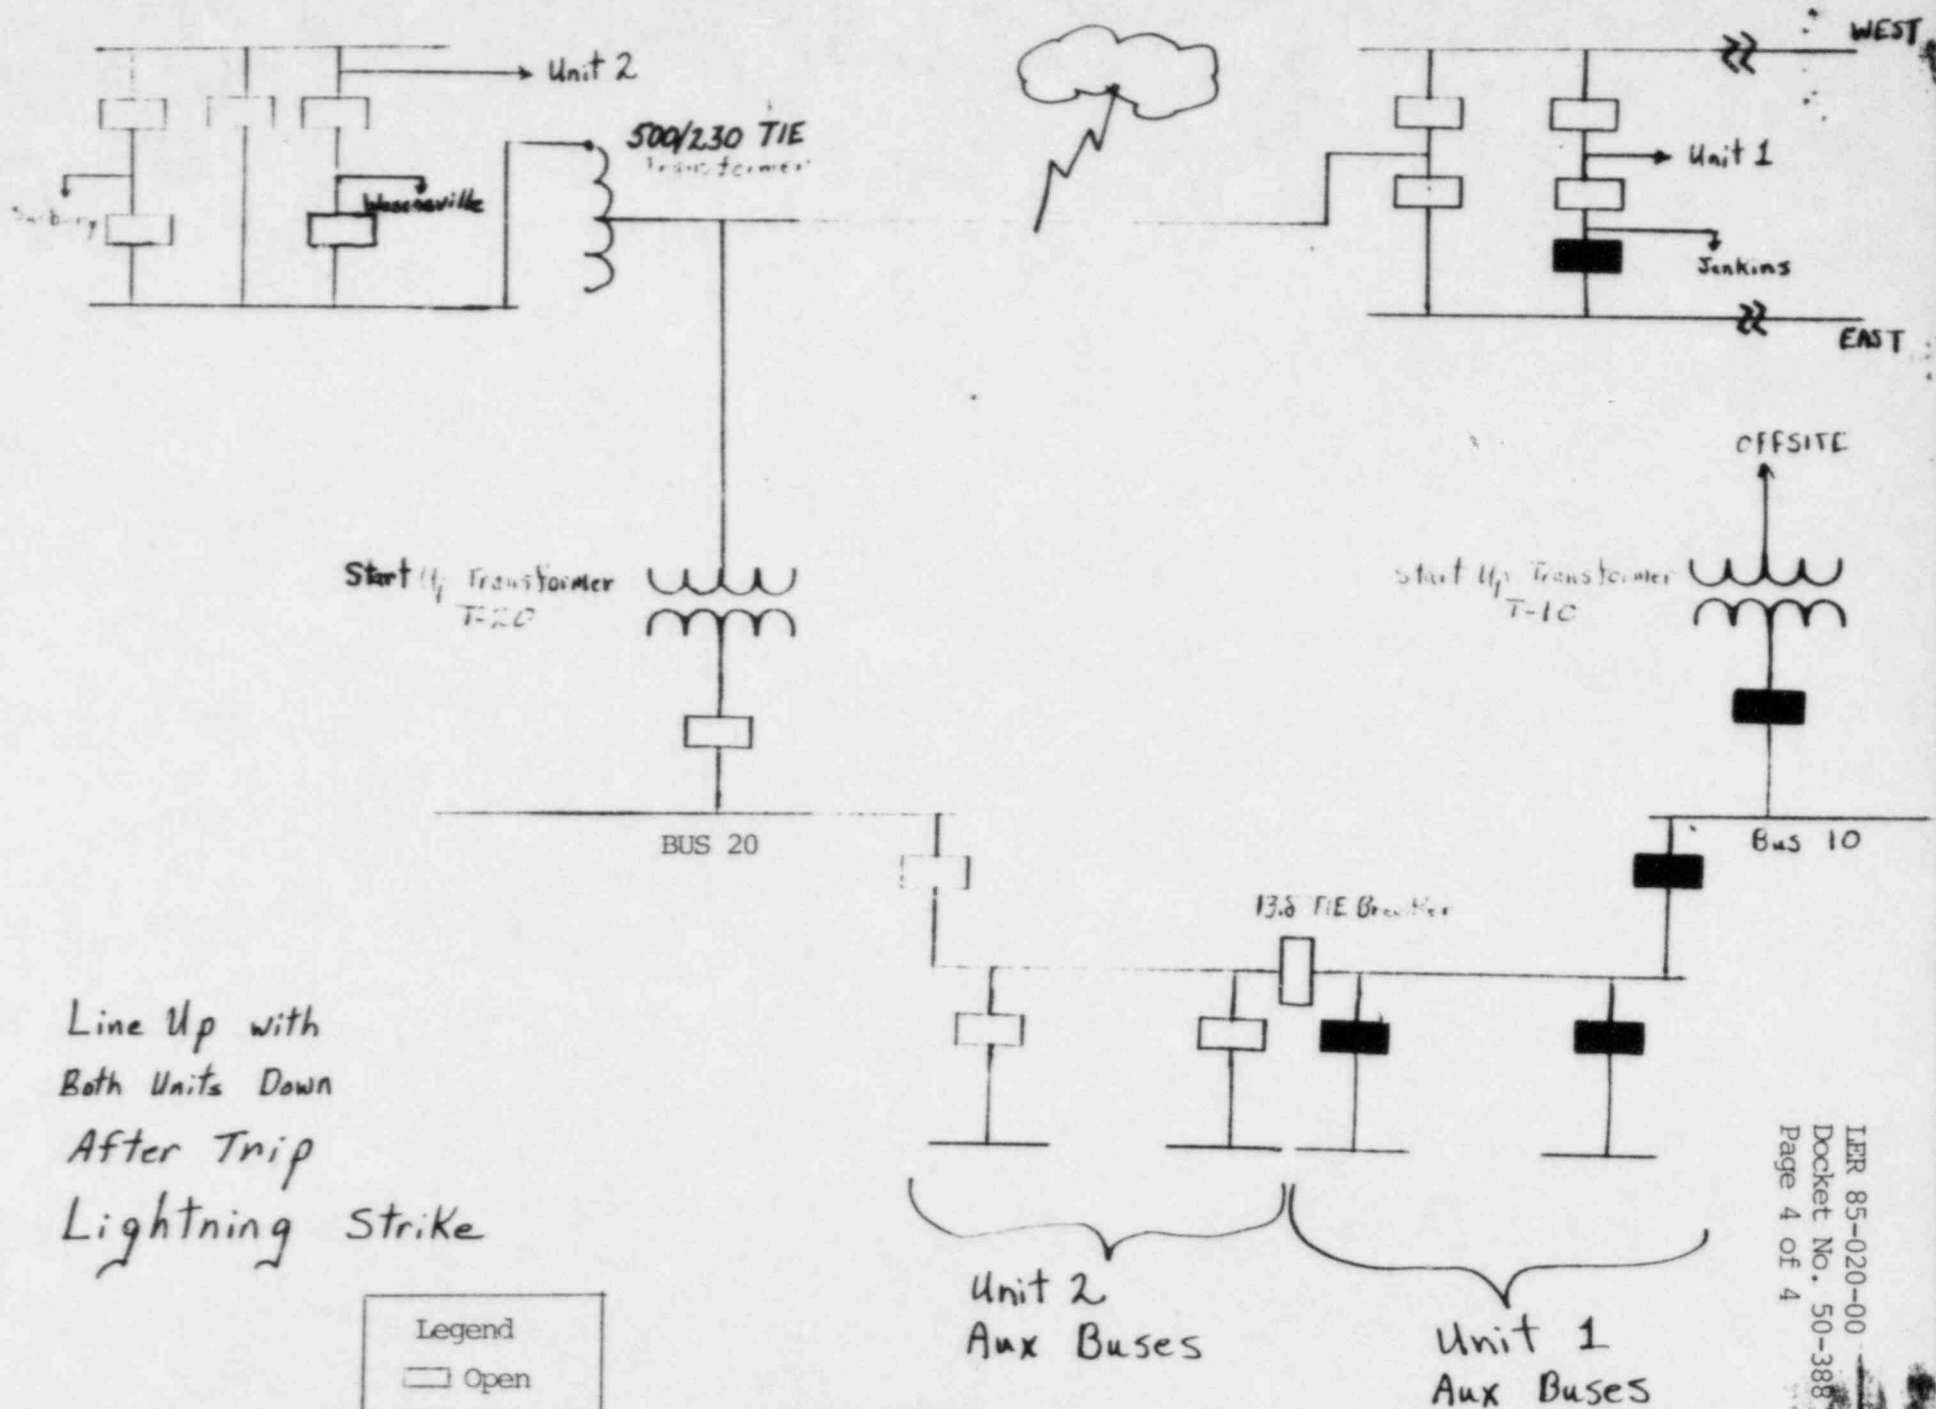 WEST
Unit 2
500/230 TIE
Transformer
Unit 1
Jenkins
EAST
OFFSITE
Start Up Transformer
T-20
Start Up Transformer
T-10
BUS 20
Bus 10
13.8 TIE Breaker
Line Up with
Both Units Down
After Trip
Lightning Strike
Unit 2
Aux Buses
Unit 1
Aux Buses
Legend
Open
LER 85-020-00
Docket No. 50-388
Page 4 of 4